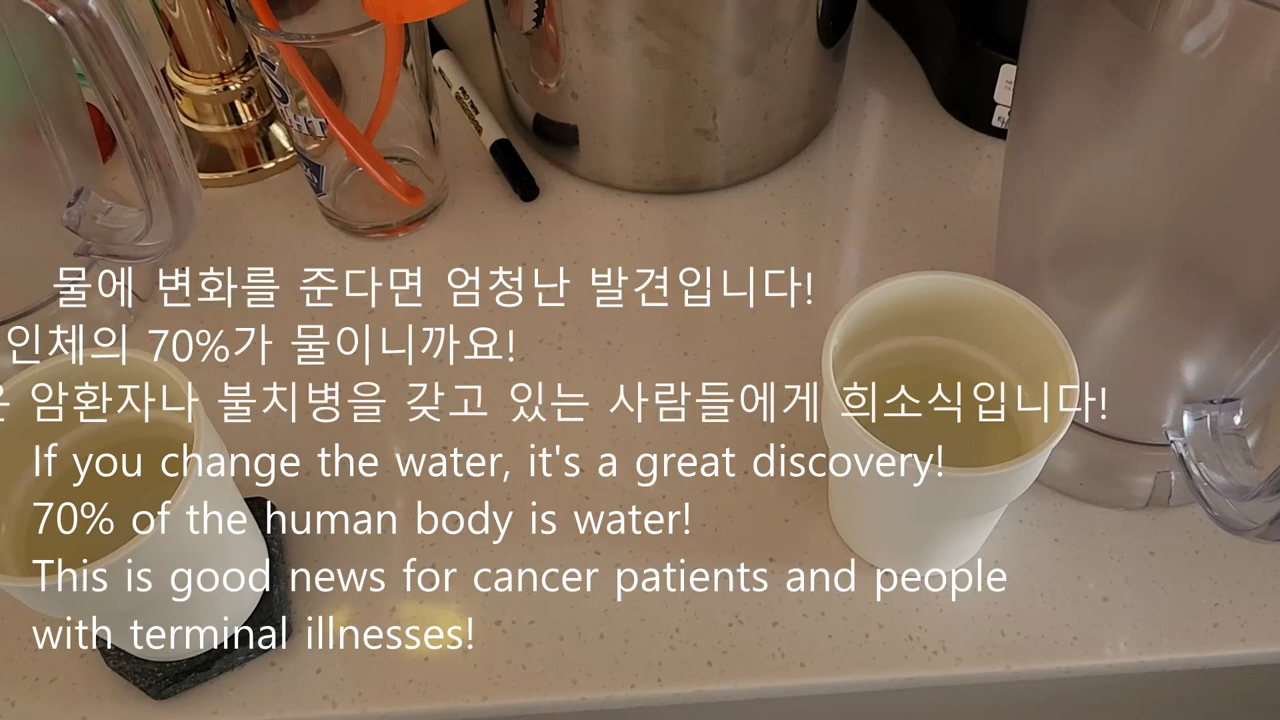 물에 변화를 준다면 엄청난 발견입니다!
인체의 70%가 물이니까요!
암환자나 불치병을 갖고 있는 사람들에게 희소식입니다!
If you change the water, it's a great discovery!
70% of the human body is water!
This is good news for cancer patients and people
with terminal illnesses!